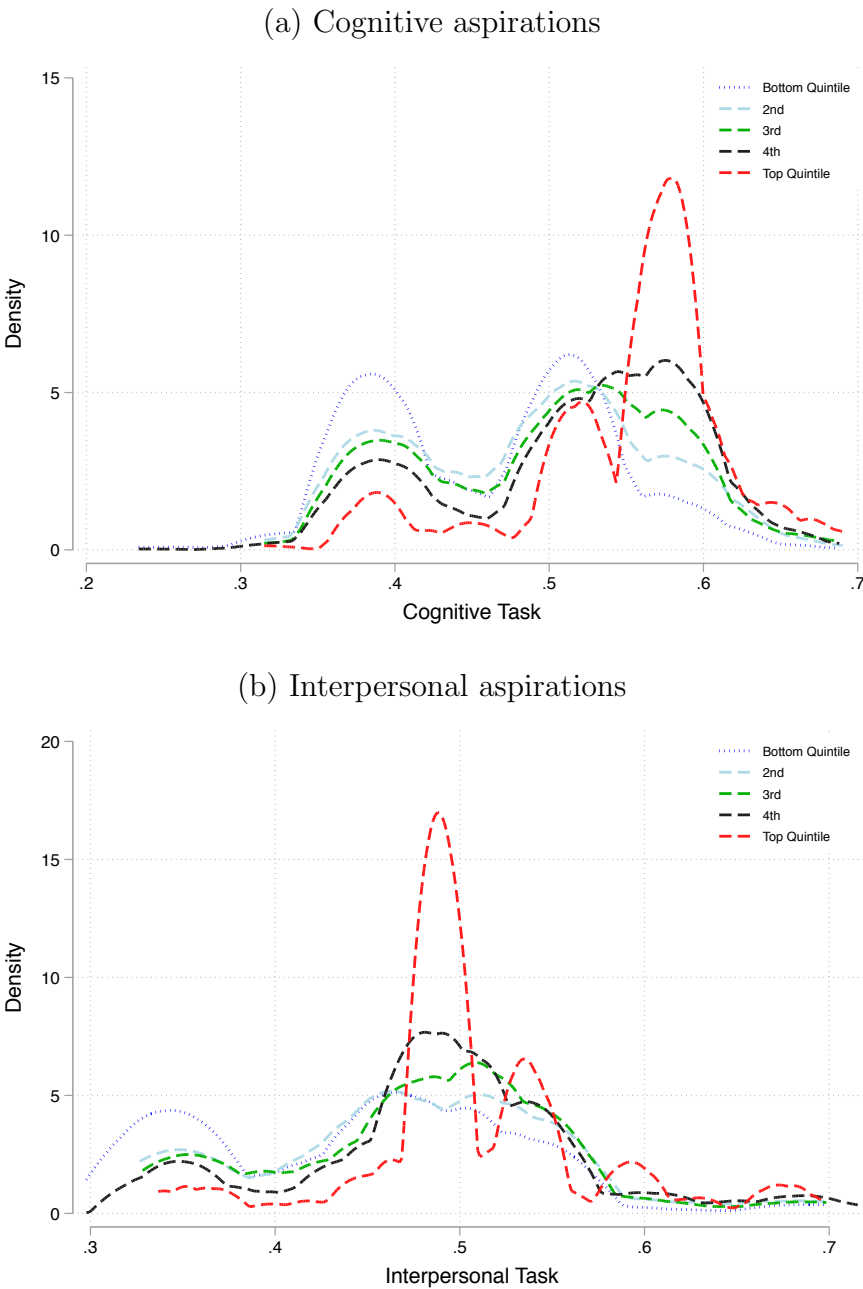 (a) Cognitive aspirations
15
10
5
0
Density
.2 .3 .4 .5 .6 .7
Cognitive Task
Bottom Quintile
2nd
3rd
4th
Top Quintile
(b) Interpersonal aspirations
20
15
10
5
0
Density
.3 .4 .5 .6 .7
Interpersonal Task
Bottom Quintile
2nd
3rd
4th
Top Quintile